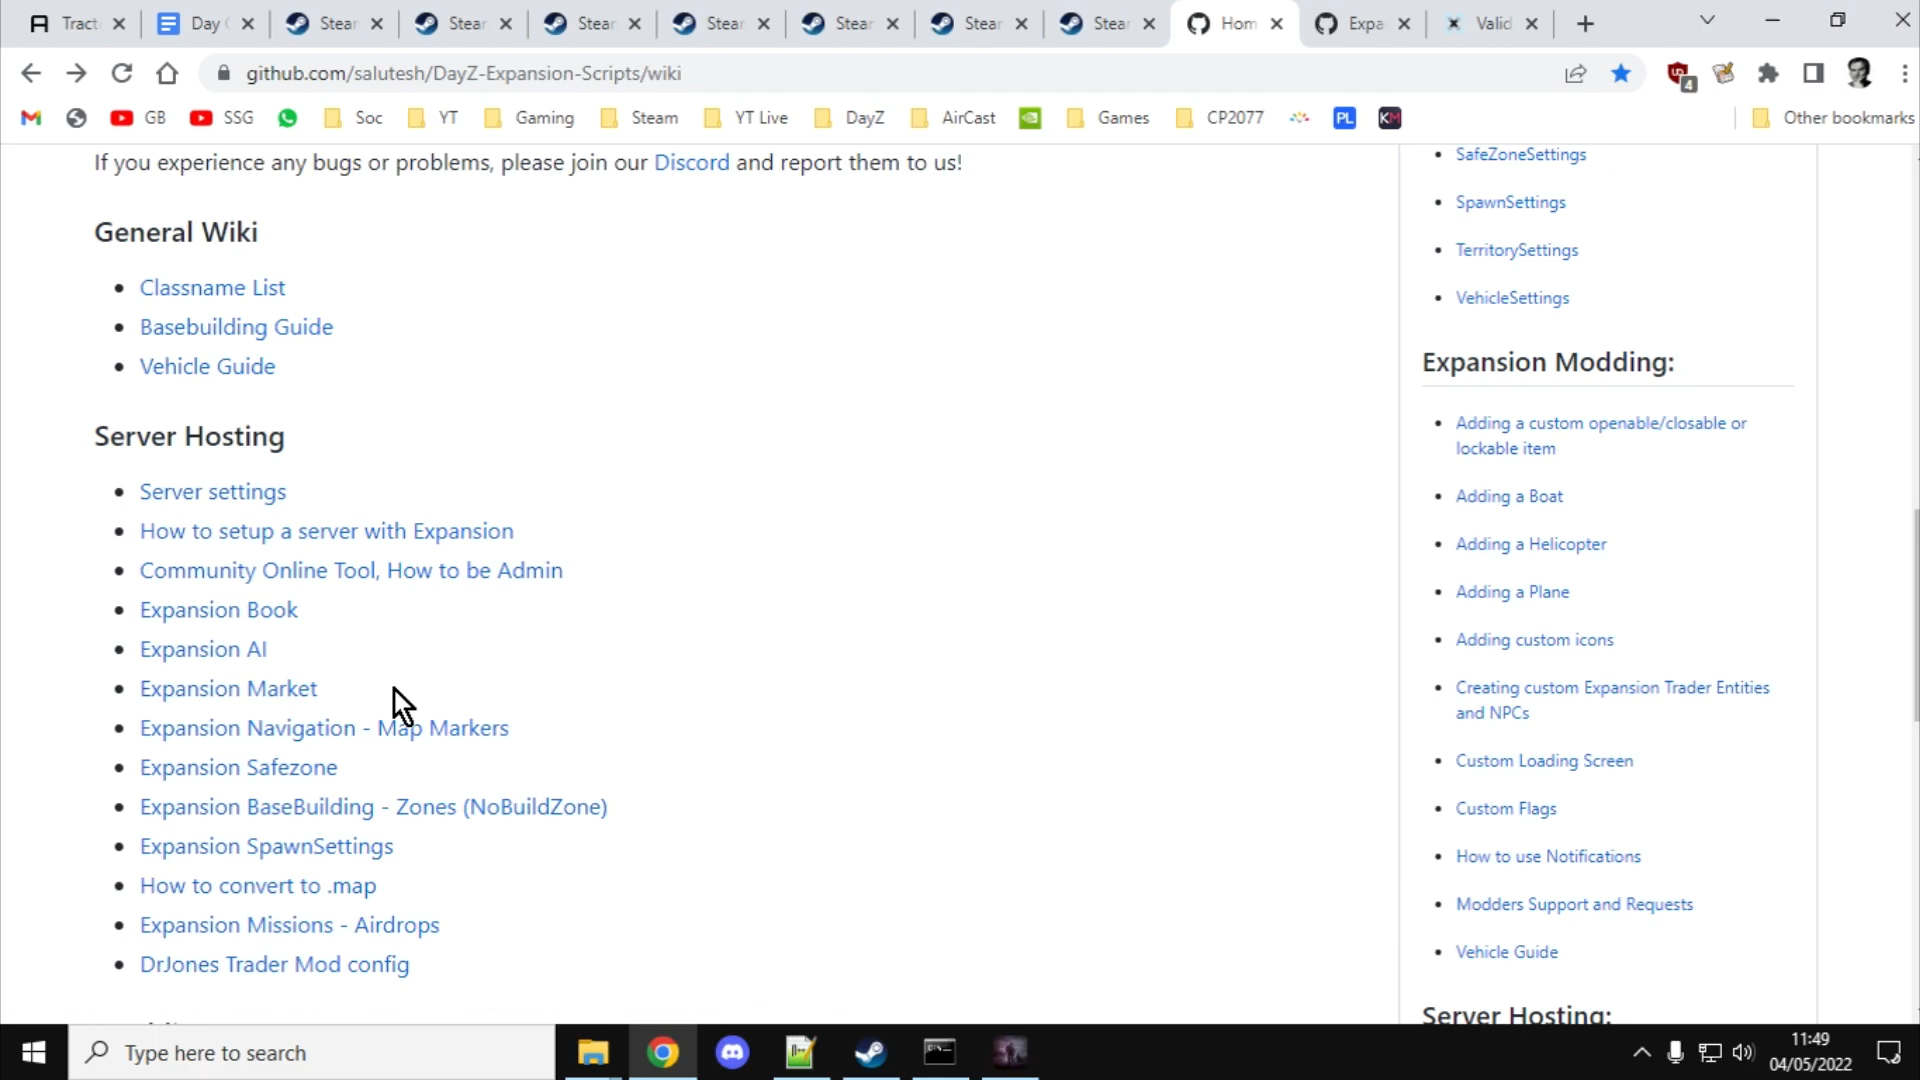 Tract
Day
Stear
Stear
Stear
Stear
Stear
Stear
Stear
Hom
Expa
Valid
github.com/salutesh/DayZ-Expansion-Scripts/wiki
4
GB
SSG
Soc
YT
Gaming
Steam
YT Live
DayZ
AirCast
Games
PL
KM
CP2077
Other bookmarks
If you experience any bugs or problems, please join our Discord and report them to us!
General Wiki
Classname List
Basebuilding Guide
Vehicle Guide
Server Hosting
Server settings
How to setup a server with Expansion
Community Online Tool, How to be Admin
Expansion Book
Expansion AI
Expansion Market
Expansion Navigation - Map Markers
Expansion Safezone
Expansion BaseBuilding - Zones (NoBuildZone)
Expansion SpawnSettings
How to convert to .map
Expansion Missions - Airdrops
DrJones Trader Mod config
SafeZoneSettings
SpawnSettings
TerritorySettings
VehicleSettings
Expansion Modding:
Adding a custom openable/closable or
lockable item
Adding a Boat
Adding a Helicopter
Adding a Plane
Adding custom icons
Creating custom Expansion Trader Entities
and NPCs
Custom Loading Screen
Custom Flags
How to use Notifications
Modders Support and Requests
Vehicle Guide
Server Hosting:
Type here to search
11:49
04/05/2022